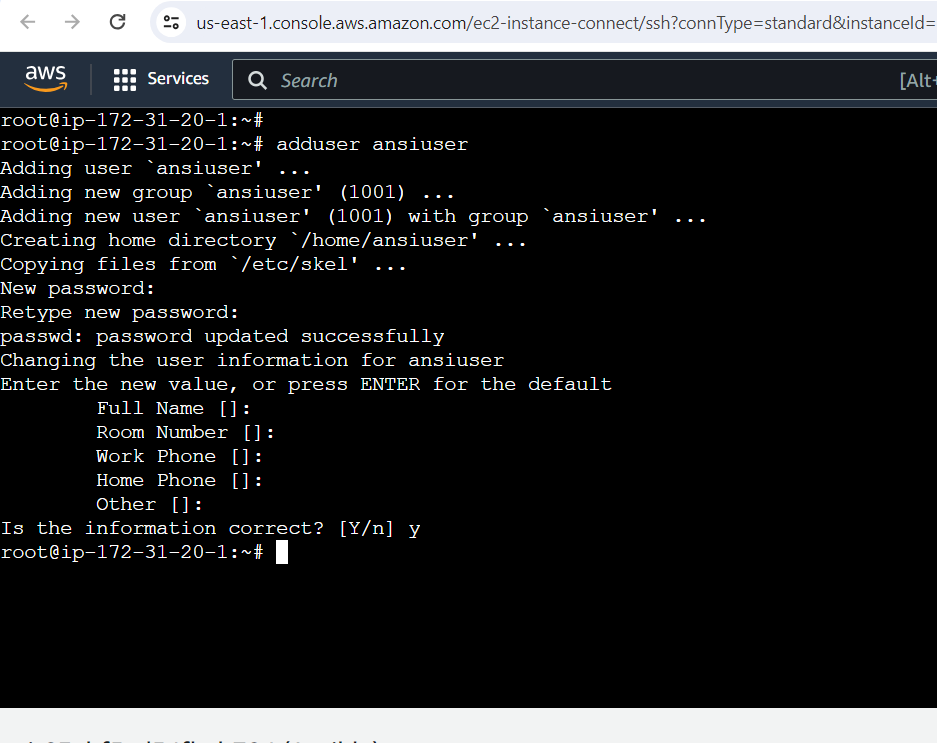 us-east-1.console.aws.amazon.com/ec2-instance-connect/ssh?connType=standard&instanceId=
aws
Services
Search
[Alt+
root@ip-172-31-20-1:~#
root@ip-172-31-20-1:~# adduser ansiuser
Adding user `ansiuser' ...
Adding new group `ansiuser' (1001) ...
Adding new user `ansiuser' (1001) with group `ansiuser' ...
Creating home directory `/home/ansiuser' ...
Copying files from `/etc/skel' ...
New password:
Retype new password:
passwd: password updated successfully
Changing the user information for ansiuser
Enter the new value, or press ENTER for the default
Full Name []:
Room Number []:
Work Phone []:
Home Phone []:
Other []:
Is the information correct? [Y/n] y
root@ip-172-31-20-1:~#